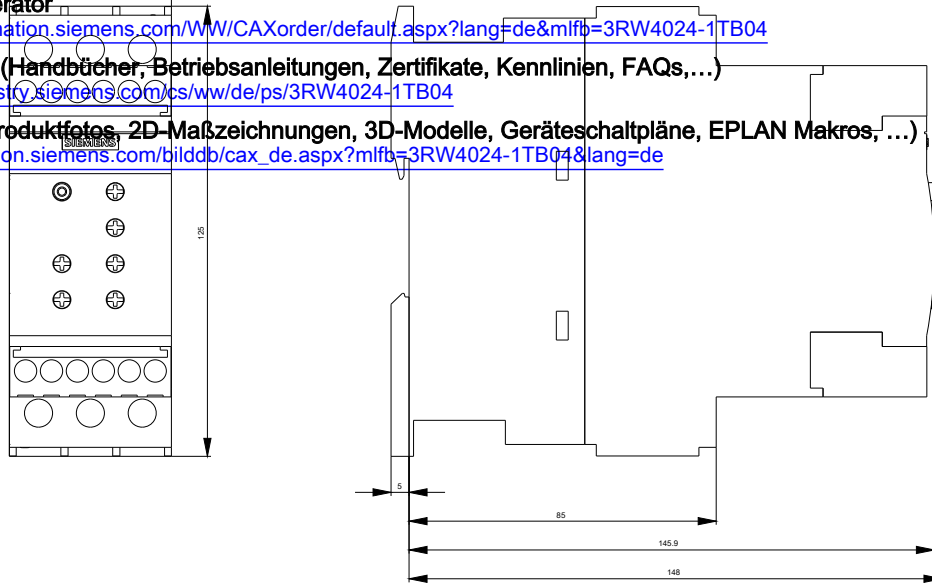 erator
nation.siemens.com/WW/CAXorder/default.aspx?lang=de&mlfb=3RW4024-1TB04
(Handbücher, Betriebsanleitungen, Zertifikate, Kennlinien, FAQs,...)
stry.siemens.com/cs/ww/de/ps/3RW4024-1TB04
roduktfotos, 2D-Maßzeichnungen, 3D-Modelle, Geräteschaltpläne, EPLAN Makros, ...)
on.siemens.com/bilddb/cax_de.aspx?mlfb=3RW4024-1TB04&lang=de
SIEMENS
125
5
85
145.9
148